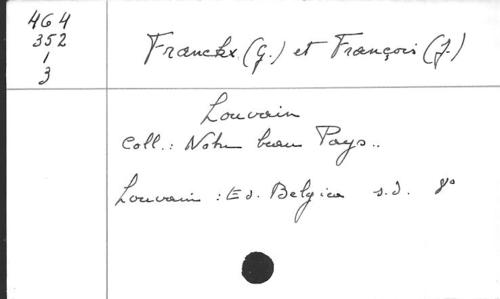 464
352
1
3
Franckx (G.) et François (J.)
Louvain
Coll.: Notre beau Pays..
Louvain : Ed. Belgica s.d. 8°